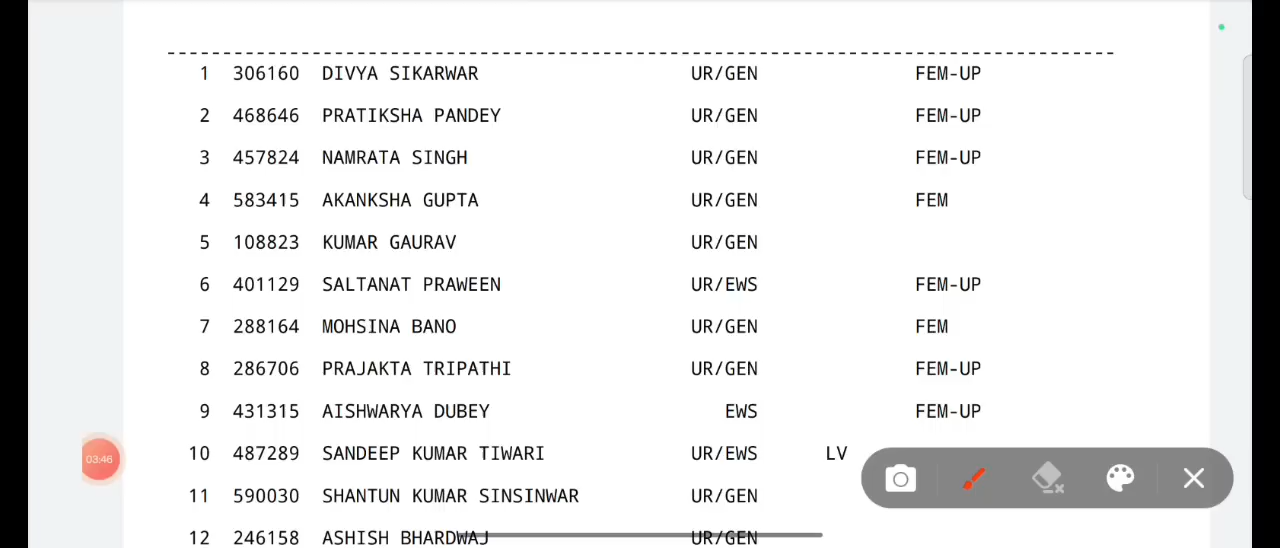 1 306160 DIVYA SIKARWAR UR/GEN FEM-UP
2 468646 PRATIKSHA PANDEY UR/GEN FEM-UP
3 457824 NAMRATA SINGH UR/GEN FEM-UP
4 583415 AKANKSHA GUPTA UR/GEN FEM
5 108823 KUMAR GAURAV UR/GEN
6 401129 SALTANAT PRAWEEN UR/EWS FEM-UP
7 288164 MOHSINA BANO UR/GEN FEM
8 286706 PRAJAKTA TRIPATHI UR/GEN FEM-UP
9 431315 AISHWARYA DUBEY EWS FEM-UP
10 487289 SANDEEP KUMAR TIWARI UR/EWS LV
03:46
11 590030 SHANTUN KUMAR SINSINWAR UR/GEN
12 246158 ASHISH BHARDWAJ UR/GEN